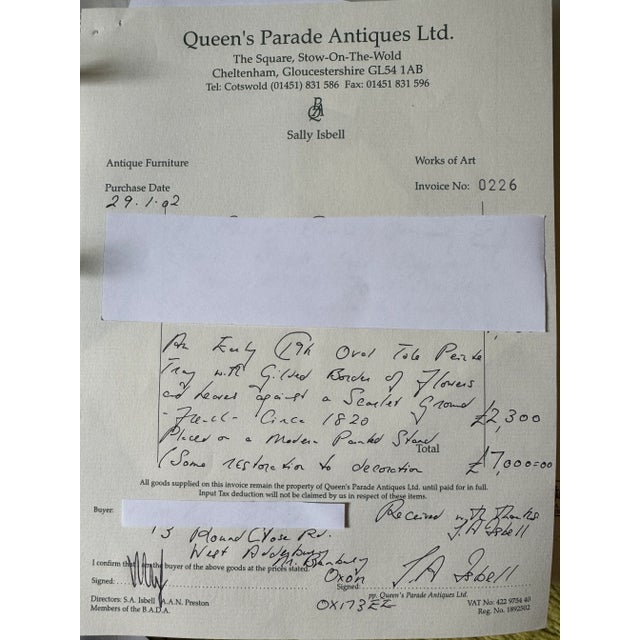 Queen's Parade Antiques Ltd.
The Square, Stow-On-The-Wold
Cheltenham, Gloucestershire GL54 1AB
Tel: Cotswold (01451) 831 586 Fax: 01451 831 596
Sally Isbell
Antique Furniture
Works of Art
Purchase Date
Invoice No: 0226
29.1.02
An Early C19h Oval Tole Peinte
Tray with Gilded Border of Flowers
and Leaves against a Scarlet Ground
- French - Circa 1820 £2,300
Placed on a Modern Painted Stand
Total
(Some restoration to decoration £7,000=00
All goods supplied on this invoice remain the property of Queen's Parade Antiques Ltd. until paid for in full.
Input Tax deduction will not be claimed by us in respect of these items.
Buyer:
Received with Thanks
S.A Isbell
13 Round Close Rd.
West Adderbury
I confirm that I am the buyer of the above goods at the prices stated.
Nr. Banbury
Oxon
Signed:
Signed: S.A Isbell
pp. Queen's Parade Antiques Ltd.
Directors: S.A. Isbell A.A.N. Preston
Members of the B.A.D.A.
OX173EE
VAT No: 422 9754 40
Reg. No: 1892502